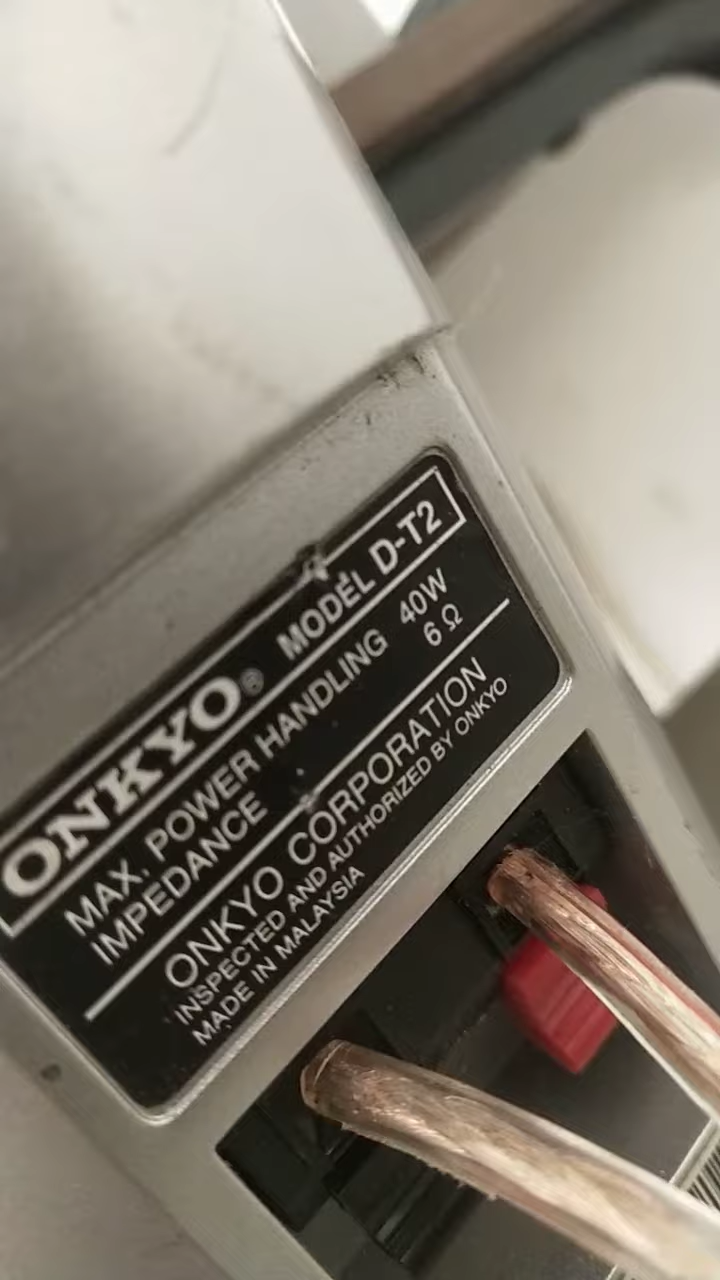 ONKYO® MODEL D-T2
MAX. POWER HANDLING 40W
IMPEDANCE 6 Ω
ONKYO CORPORATION
INSPECTED AND AUTHORIZED BY ONKYO
MADE IN MALAYSIA